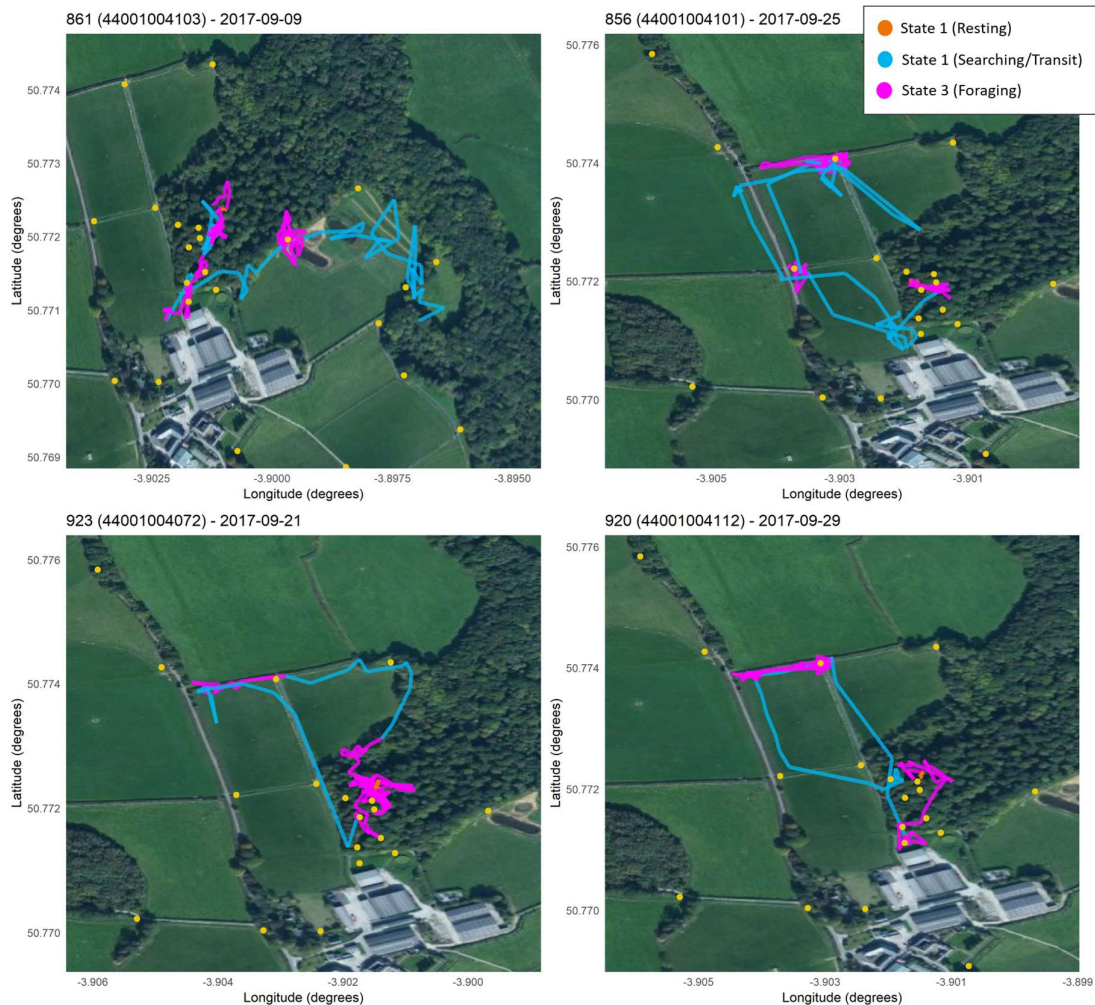 861 (44001004103) - 2017-09-09
50.774
50.773
50.772
50.771
50.770
50.769
Latitude (degrees)
-3.9025
-3.9000
-3.8975
-3.8950
Longitude (degrees)
856 (44001004101) - 2017-09-25
State 1 (Resting)
State 1 (Searching/Transit)
State 3 (Foraging)
50.776
50.774
50.772
50.770
Latitude (degrees)
-3.905
-3.903
-3.901
Longitude (degrees)
923 (44001004072) - 2017-09-21
50.776
50.774
50.772
50.770
Latitude (degrees)
-3.906
-3.904
-3.902
-3.900
Longitude (degrees)
920 (44001004112) - 2017-09-29
50.776
50.774
50.772
50.770
Latitude (degrees)
-3.905
-3.903
-3.901
-3.899
Longitude (degrees)